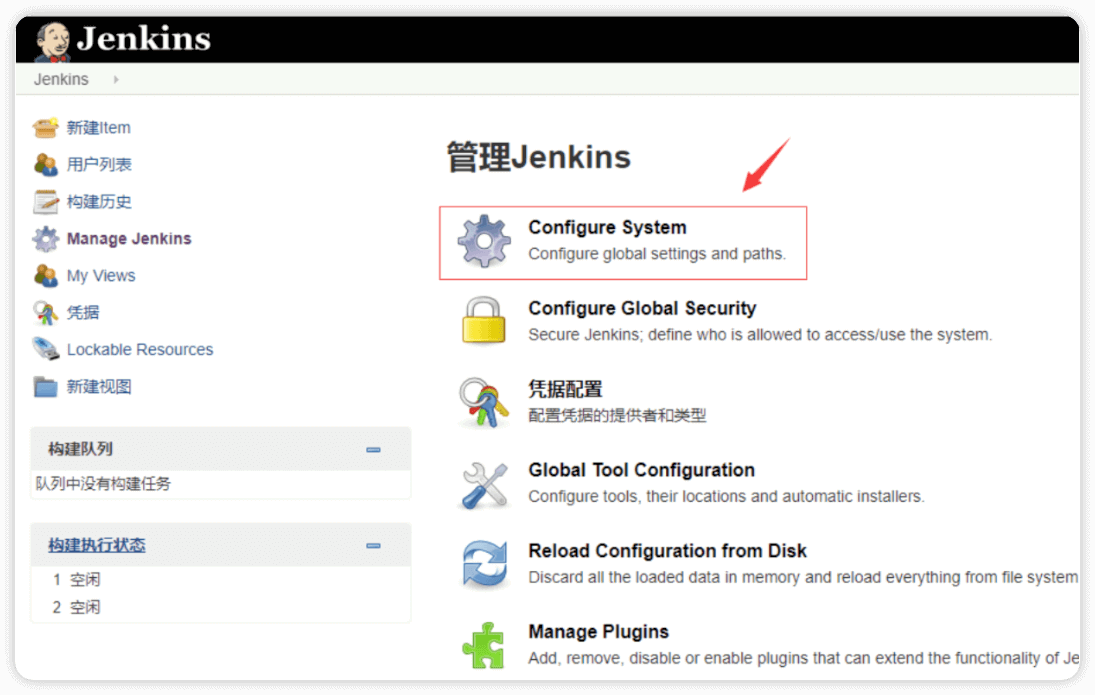 Jenkins
Jenkins
新建Item
用户列表
构建历史
Manage Jenkins
My Views
凭据
Lockable Resources
新建视图
构建队列
队列中没有构建任务
构建执行状态
1 空闲
2 空闲
管理Jenkins
Configure System
Configure global settings and paths.
Configure Global Security
Secure Jenkins; define who is allowed to access/use the system.
凭据配置
配置凭据的提供者和类型
Global Tool Configuration
Configure tools, their locations and automatic installers.
Reload Configuration from Disk
Discard all the loaded data in memory and reload everything from file system
Manage Plugins
Add, remove, disable or enable plugins that can extend the functionality of Je